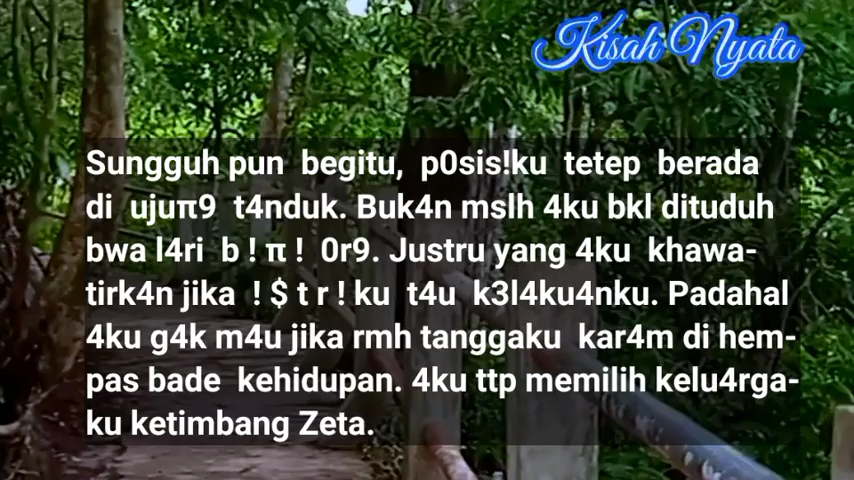 Kisah Nyata
Sungguh pun begitu, p0sis!ku tetep berada
di ujuπ9 t4nduk. Buk4n mslh 4ku bkl dituduh
bwa l4ri b ! π ! 0r9. Justru yang 4ku khawa-
tirk4n jika ! $ t r ! ku t4u k3l4ku4nku. Padahal
4ku g4k m4u jika rmh tanggaku kar4m di hem-
pas bade kehidupan. 4ku ttp memilih kelu4rga-
ku ketimbang Zeta.